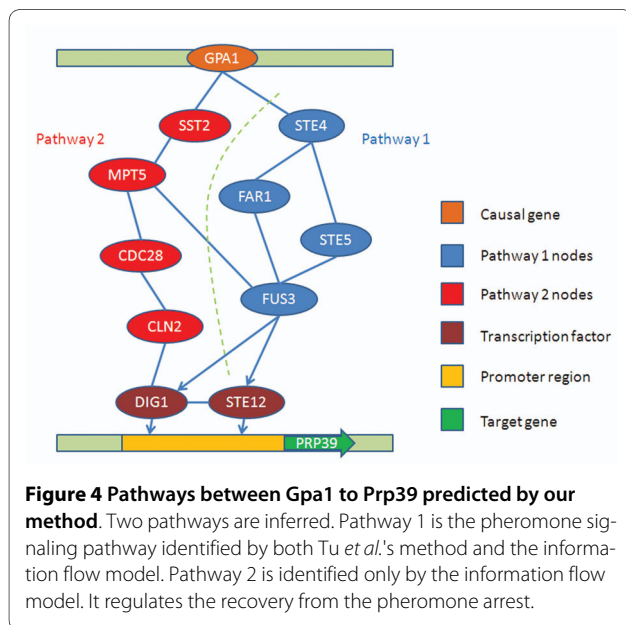 GPA1
SST2
STE4
Pathway 2
Pathway 1
MPT5
FAR1
STE5
CDC28
FUS3
CLN2
DIG1
STE12
PRP39
Causal gene
Pathway 1 nodes
Pathway 2 nodes
Transcription factor
Promoter region
Target gene
Figure 4 Pathways between Gpa1 to Prp39 predicted by our
method. Two pathways are inferred. Pathway 1 is the pheromone sig-
naling pathway identified by both Tu et al.'s method and the informa-
tion flow model. Pathway 2 is identified only by the information flow
model. It regulates the recovery from the pheromone arrest.